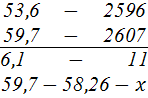 53,6 – 2596
59,7 – 2607
6,1 – 11
59,7 – 58,26 – x